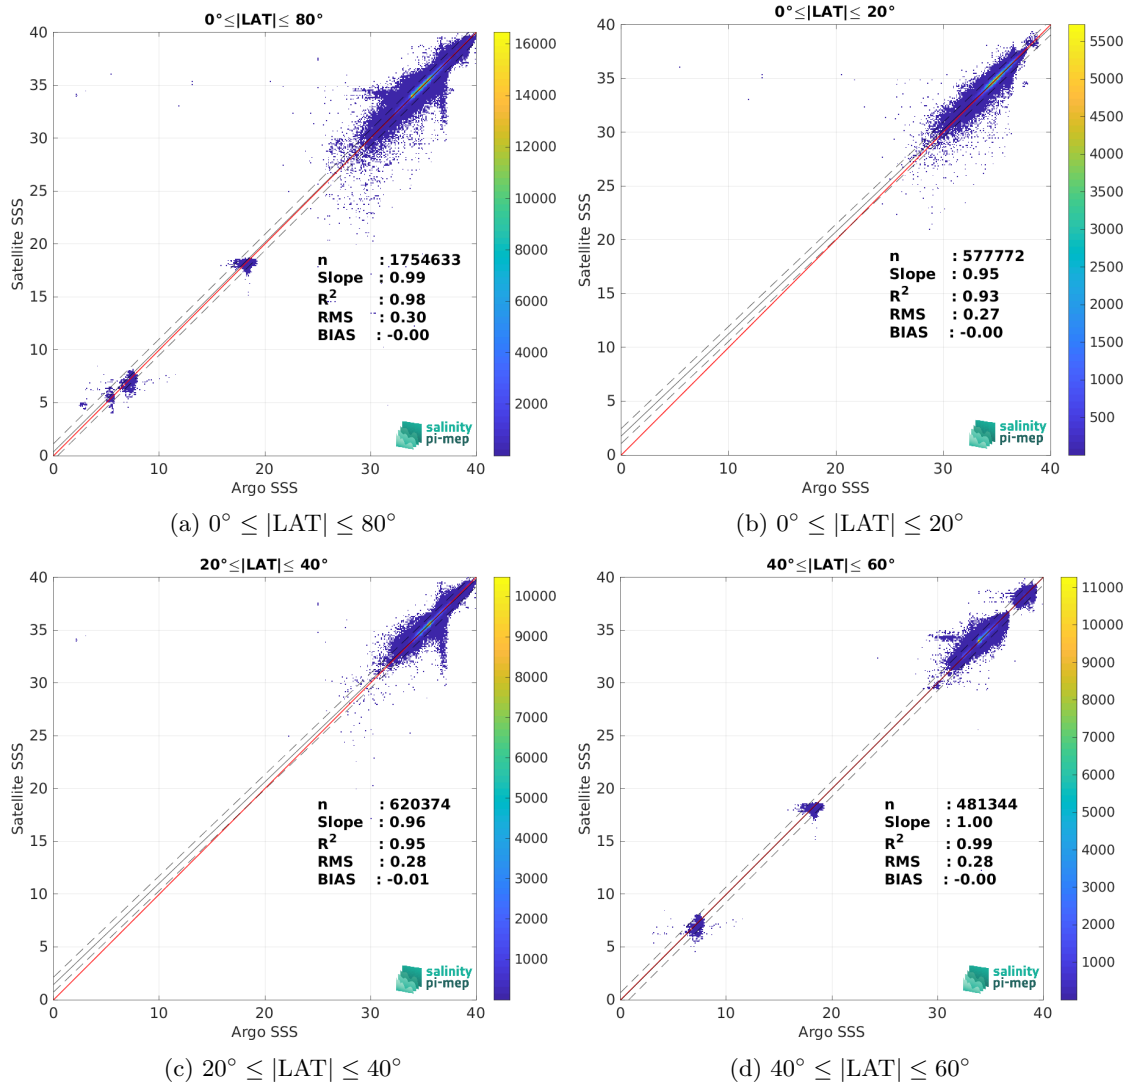 0°≤|LAT|≤ 80°
40
35
30
25
20
15
10
5
0
0 10 20 30 40
Satellite SSS
Argo SSS
n : 1754633
Slope : 0.99
R² : 0.98
RMS : 0.30
BIAS : -0.00
salinity
pi-mep
16000
14000
12000
10000
8000
6000
4000
2000
(a) 0° ≤ |LAT| ≤ 80°
0°≤|LAT|≤ 20°
40
35
30
25
20
15
10
5
0
0 10 20 30 40
Satellite SSS
Argo SSS
n : 577772
Slope : 0.95
R² : 0.93
RMS : 0.27
BIAS : -0.00
salinity
pi-mep
5500
5000
4500
4000
3500
3000
2500
2000
1500
1000
500
(b) 0° ≤ |LAT| ≤ 20°
20°≤|LAT|≤ 40°
40
35
30
25
20
15
10
5
0
0 10 20 30 40
Satellite SSS
Argo SSS
n : 620374
Slope : 0.96
R² : 0.95
RMS : 0.28
BIAS : -0.01
salinity
pi-mep
10000
9000
8000
7000
6000
5000
4000
3000
2000
1000
(c) 20° ≤ |LAT| ≤ 40°
40°≤|LAT|≤ 60°
40
35
30
25
20
15
10
5
0
0 10 20 30 40
Satellite SSS
Argo SSS
n : 481344
Slope : 1.00
R² : 0.99
RMS : 0.28
BIAS : -0.00
salinity
pi-mep
11000
10000
9000
8000
7000
6000
5000
4000
3000
2000
1000
(d) 40° ≤ |LAT| ≤ 60°